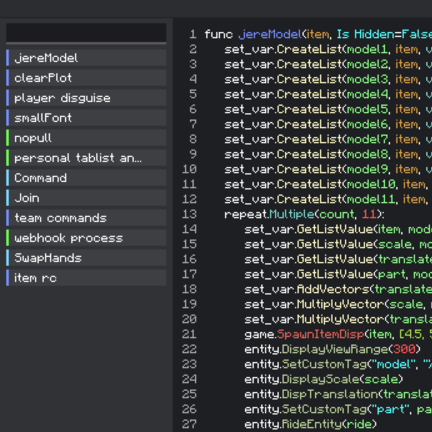 jereModel
clearPlot
player disguise
smallFont
nopull
personal tablist an...
Command
Join
team commands
webhook process
SwapHands
item rc
1 func jereModel(item, Is Hidden=False
2 set_var.CreateList(model1, item, v
3 set_var.CreateList(model2, item, v
4 set_var.CreateList(model3, item, v
5 set_var.CreateList(model4, item, v
6 set_var.CreateList(model5, item, v
7 set_var.CreateList(model6, item, v
8 set_var.CreateList(model7, item, v
9 set_var.CreateList(model8, item, v
10 set_var.CreateList(model9, item, v
11 set_var.CreateList(model10, item,
12 set_var.CreateList(model11, item,
13 repeat.Multiple(count, 11):
14 set_var.GetListValue(item, mod
15 set_var.GetListValue(scale, mo
16 set_var.GetListValue(translate
17 set_var.GetListValue(part, mod
18 set_var.AddVectors(translate
19 set_var.MultiplyVector(scale,
20 set_var.MultiplyVector(transla
21 game.SpawnItemDisp(item, [4.5,
22 entity.DisplayViewRange(300)
23 entity.SetCustomTag("model", "/
24 entity.DisplayScale(scale)
25 entity.DispTranslation(translat
26 entity.SetCustomTag("part", pa
27 entity.RideEntity(ride)